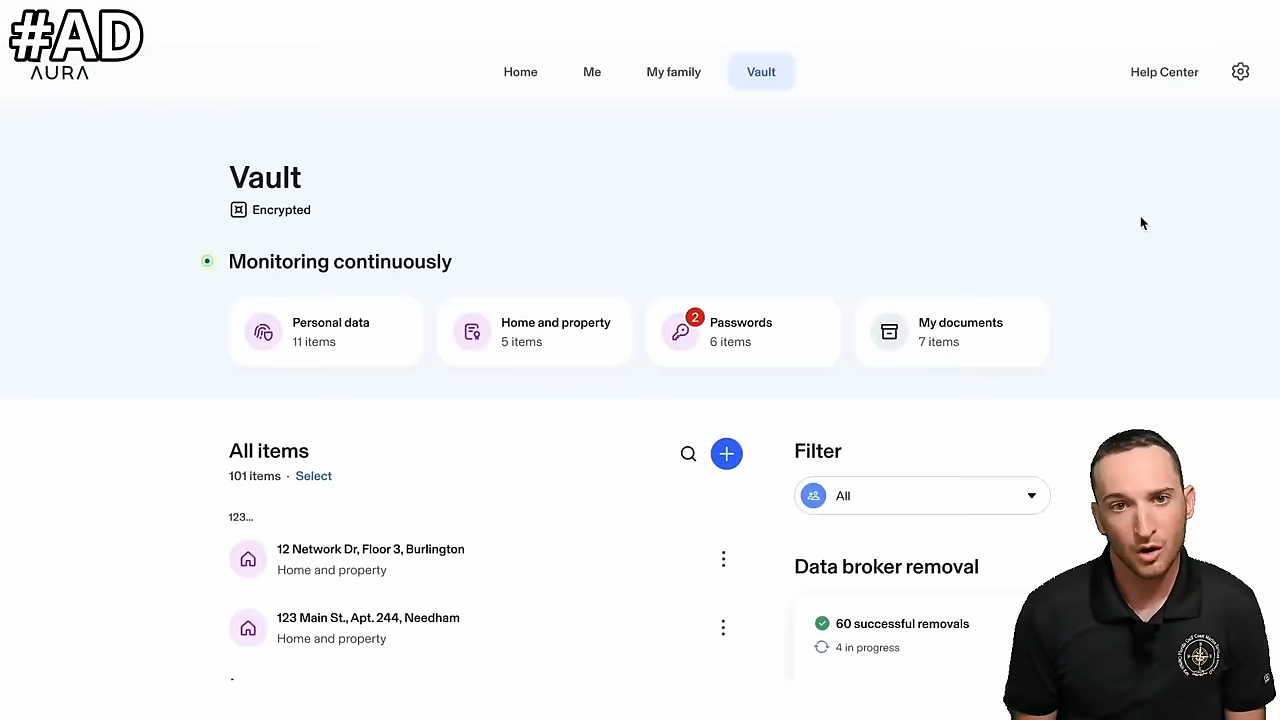 #AD
AURA
Home
Me
My family
Vault
Help Center
Vault
Encrypted
Monitoring continuously
Personal data
11 items
Home and property
5 items
2
Passwords
6 items
My documents
7 items
All items
101 items · Select
123...
12 Network Dr, Floor 3, Burlington
Home and property
123 Main St., Apt. 244, Needham
Home and property
Filter
All
Data broker removal
60 successful removals
4 in progress